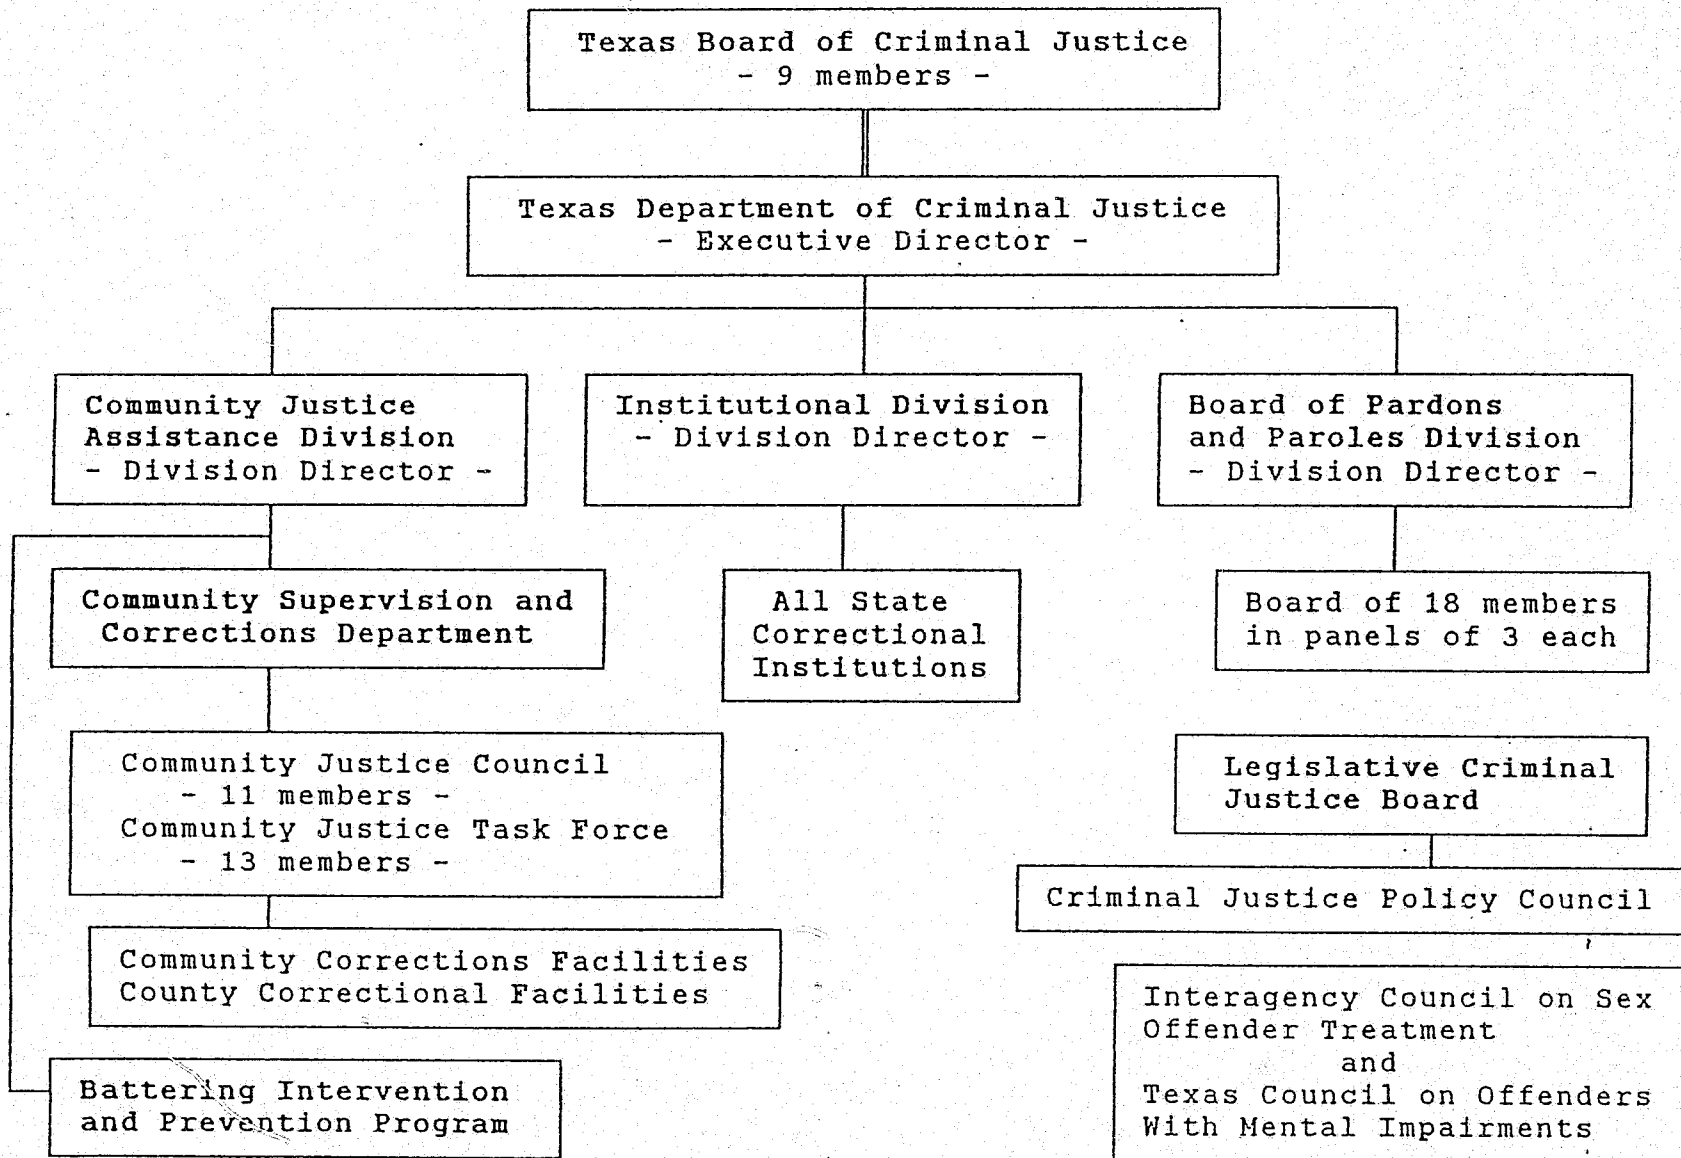 Texas Board of Criminal Justice
- 9 members -
Texas Department of Criminal Justice
- Executive Director -
Community Justice
Assistance Division
- Division Director -
Institutional Division
- Division Director -
Board of Pardons
and Paroles Division
- Division Director -
Community Supervision and
Corrections Department
All State
Correctional
Institutions
Board of 18 members
in panels of 3 each
Community Justice Council
- 11 members -
Community Justice Task Force
- 13 members -
Legislative Criminal
Justice Board
Criminal Justice Policy Council
Community Corrections Facilities
County Correctional Facilities
Interagency Council on Sex
Offender Treatment
and
Texas Council on Offenders
With Mental Impairments
Battering Intervention
and Prevention Program